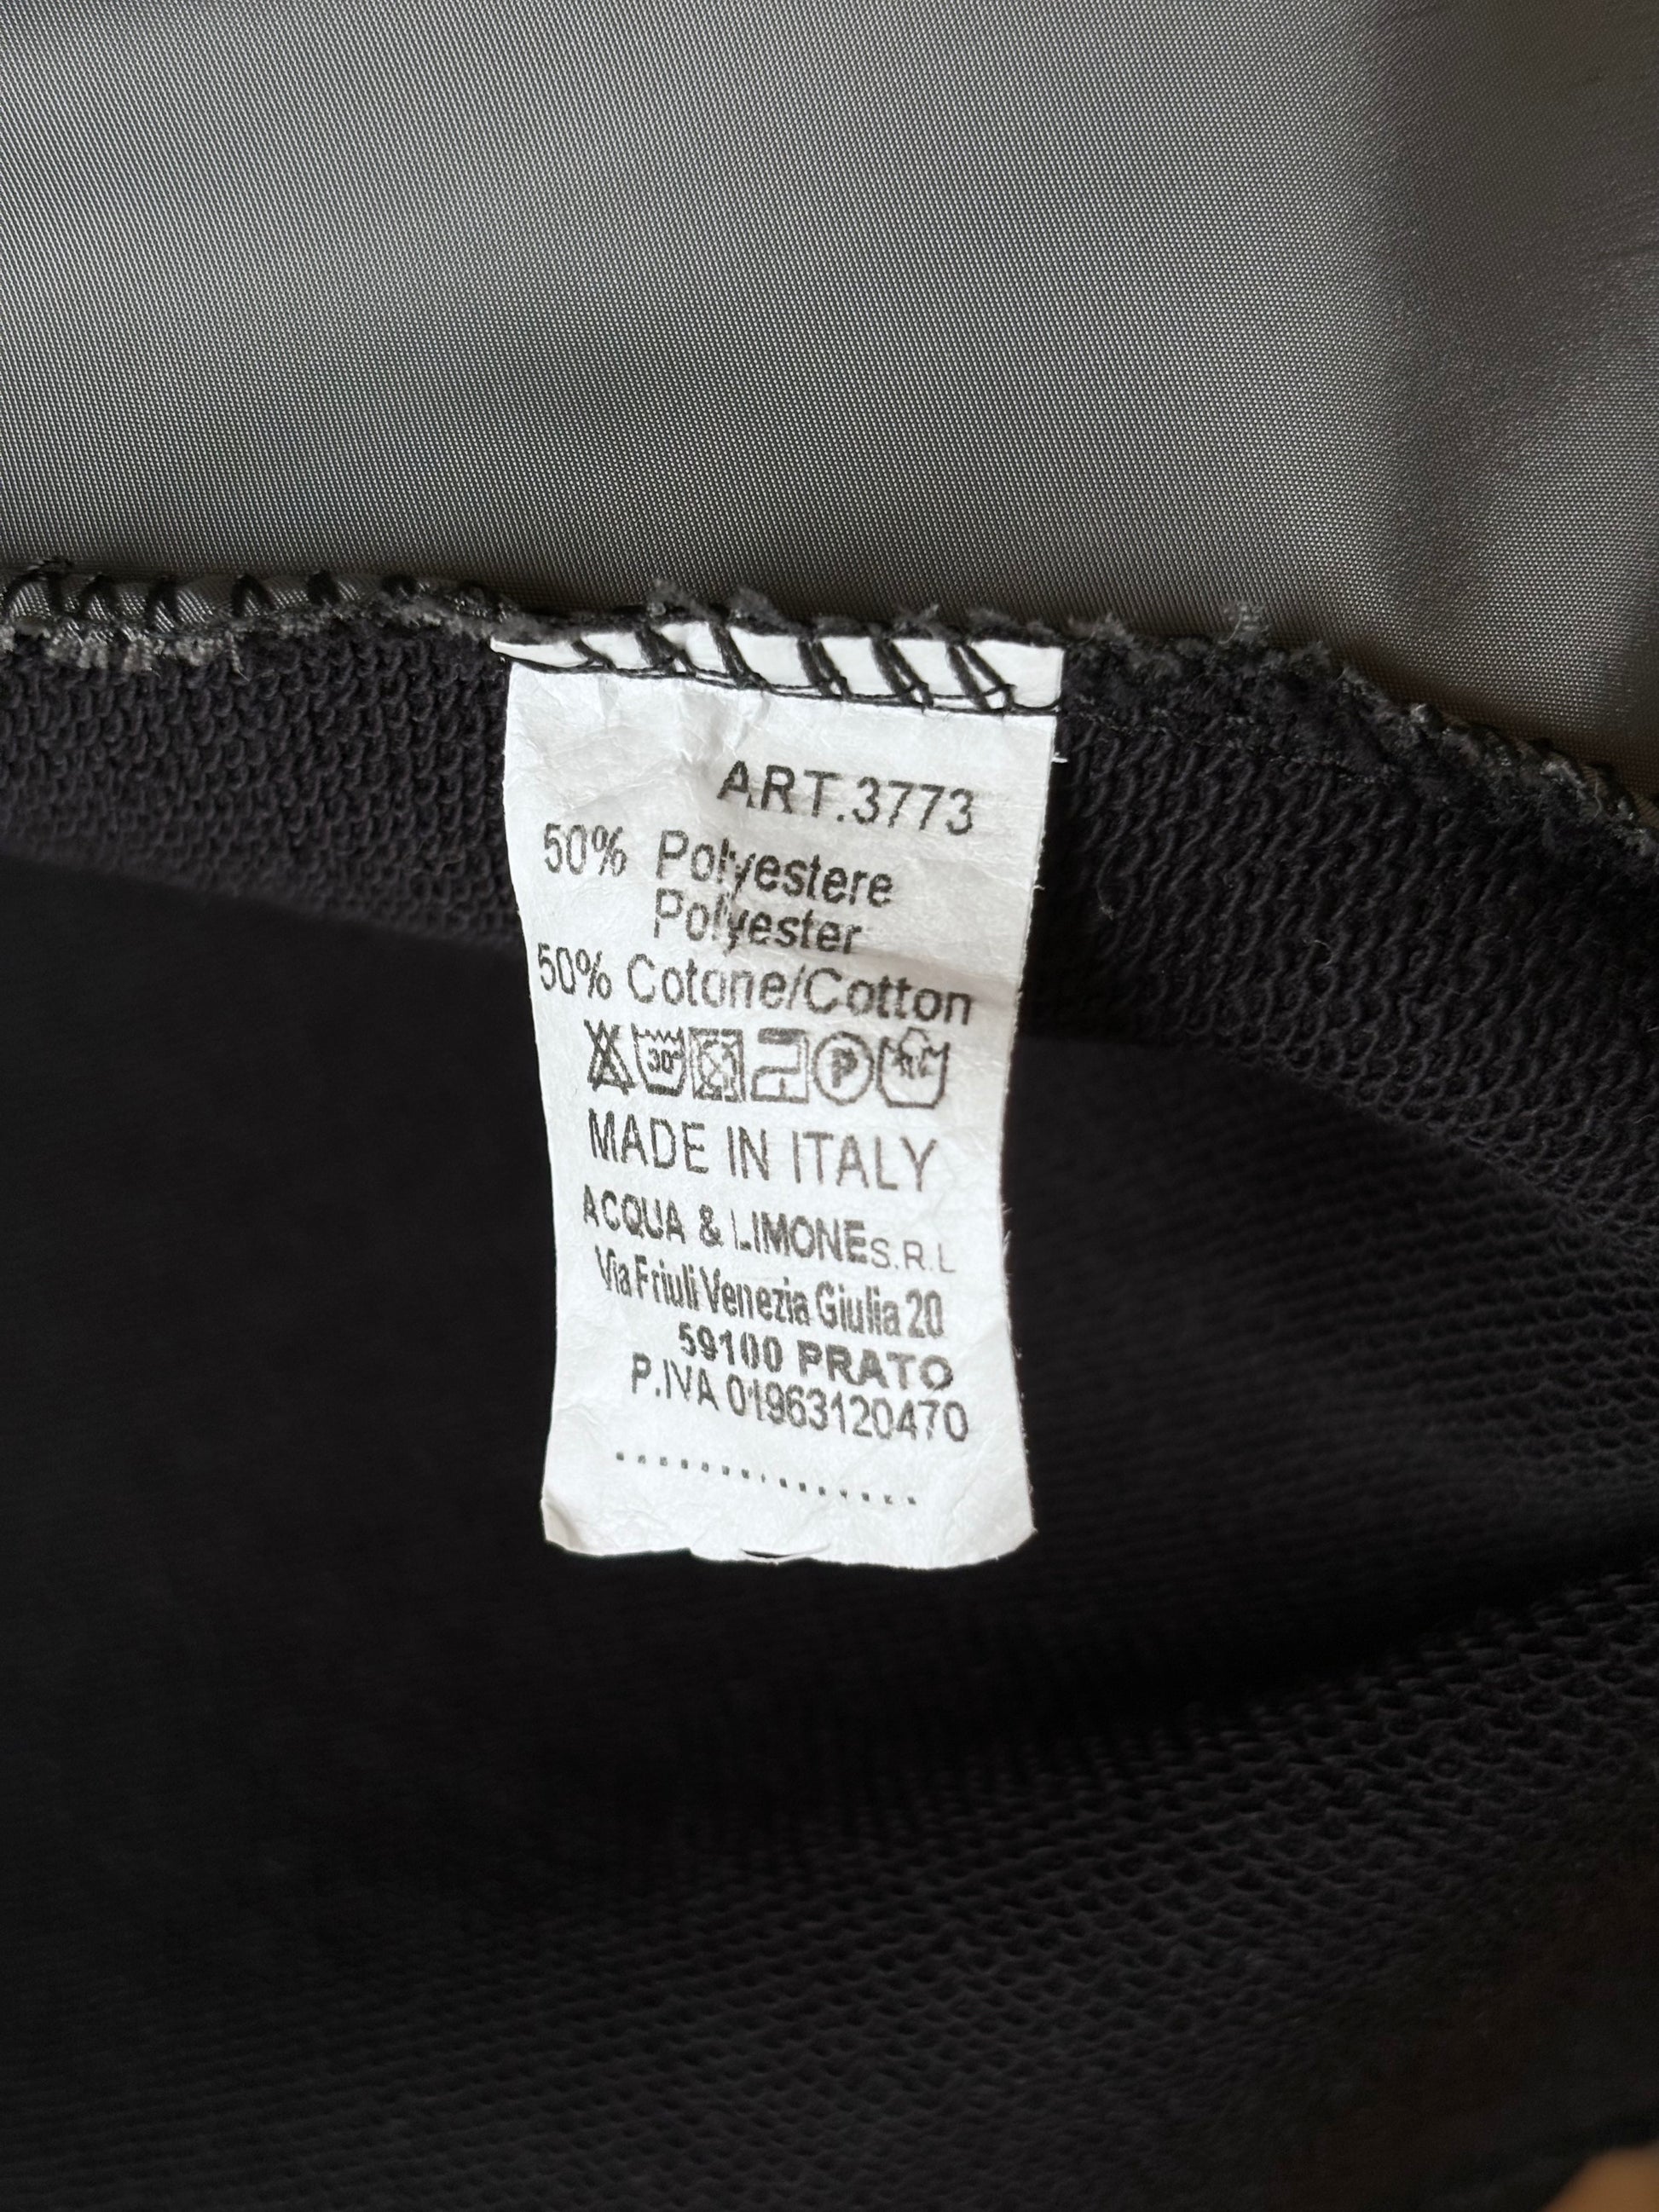 ART.3773
50% Polyestere
Polyester
50% Cotone/Cotton
30° P
MADE IN ITALY
ACQUA & LIMONE S.R.L
Via Friuli Venezia Giulia 20
59100 PRATO
P.IVA 01963120470